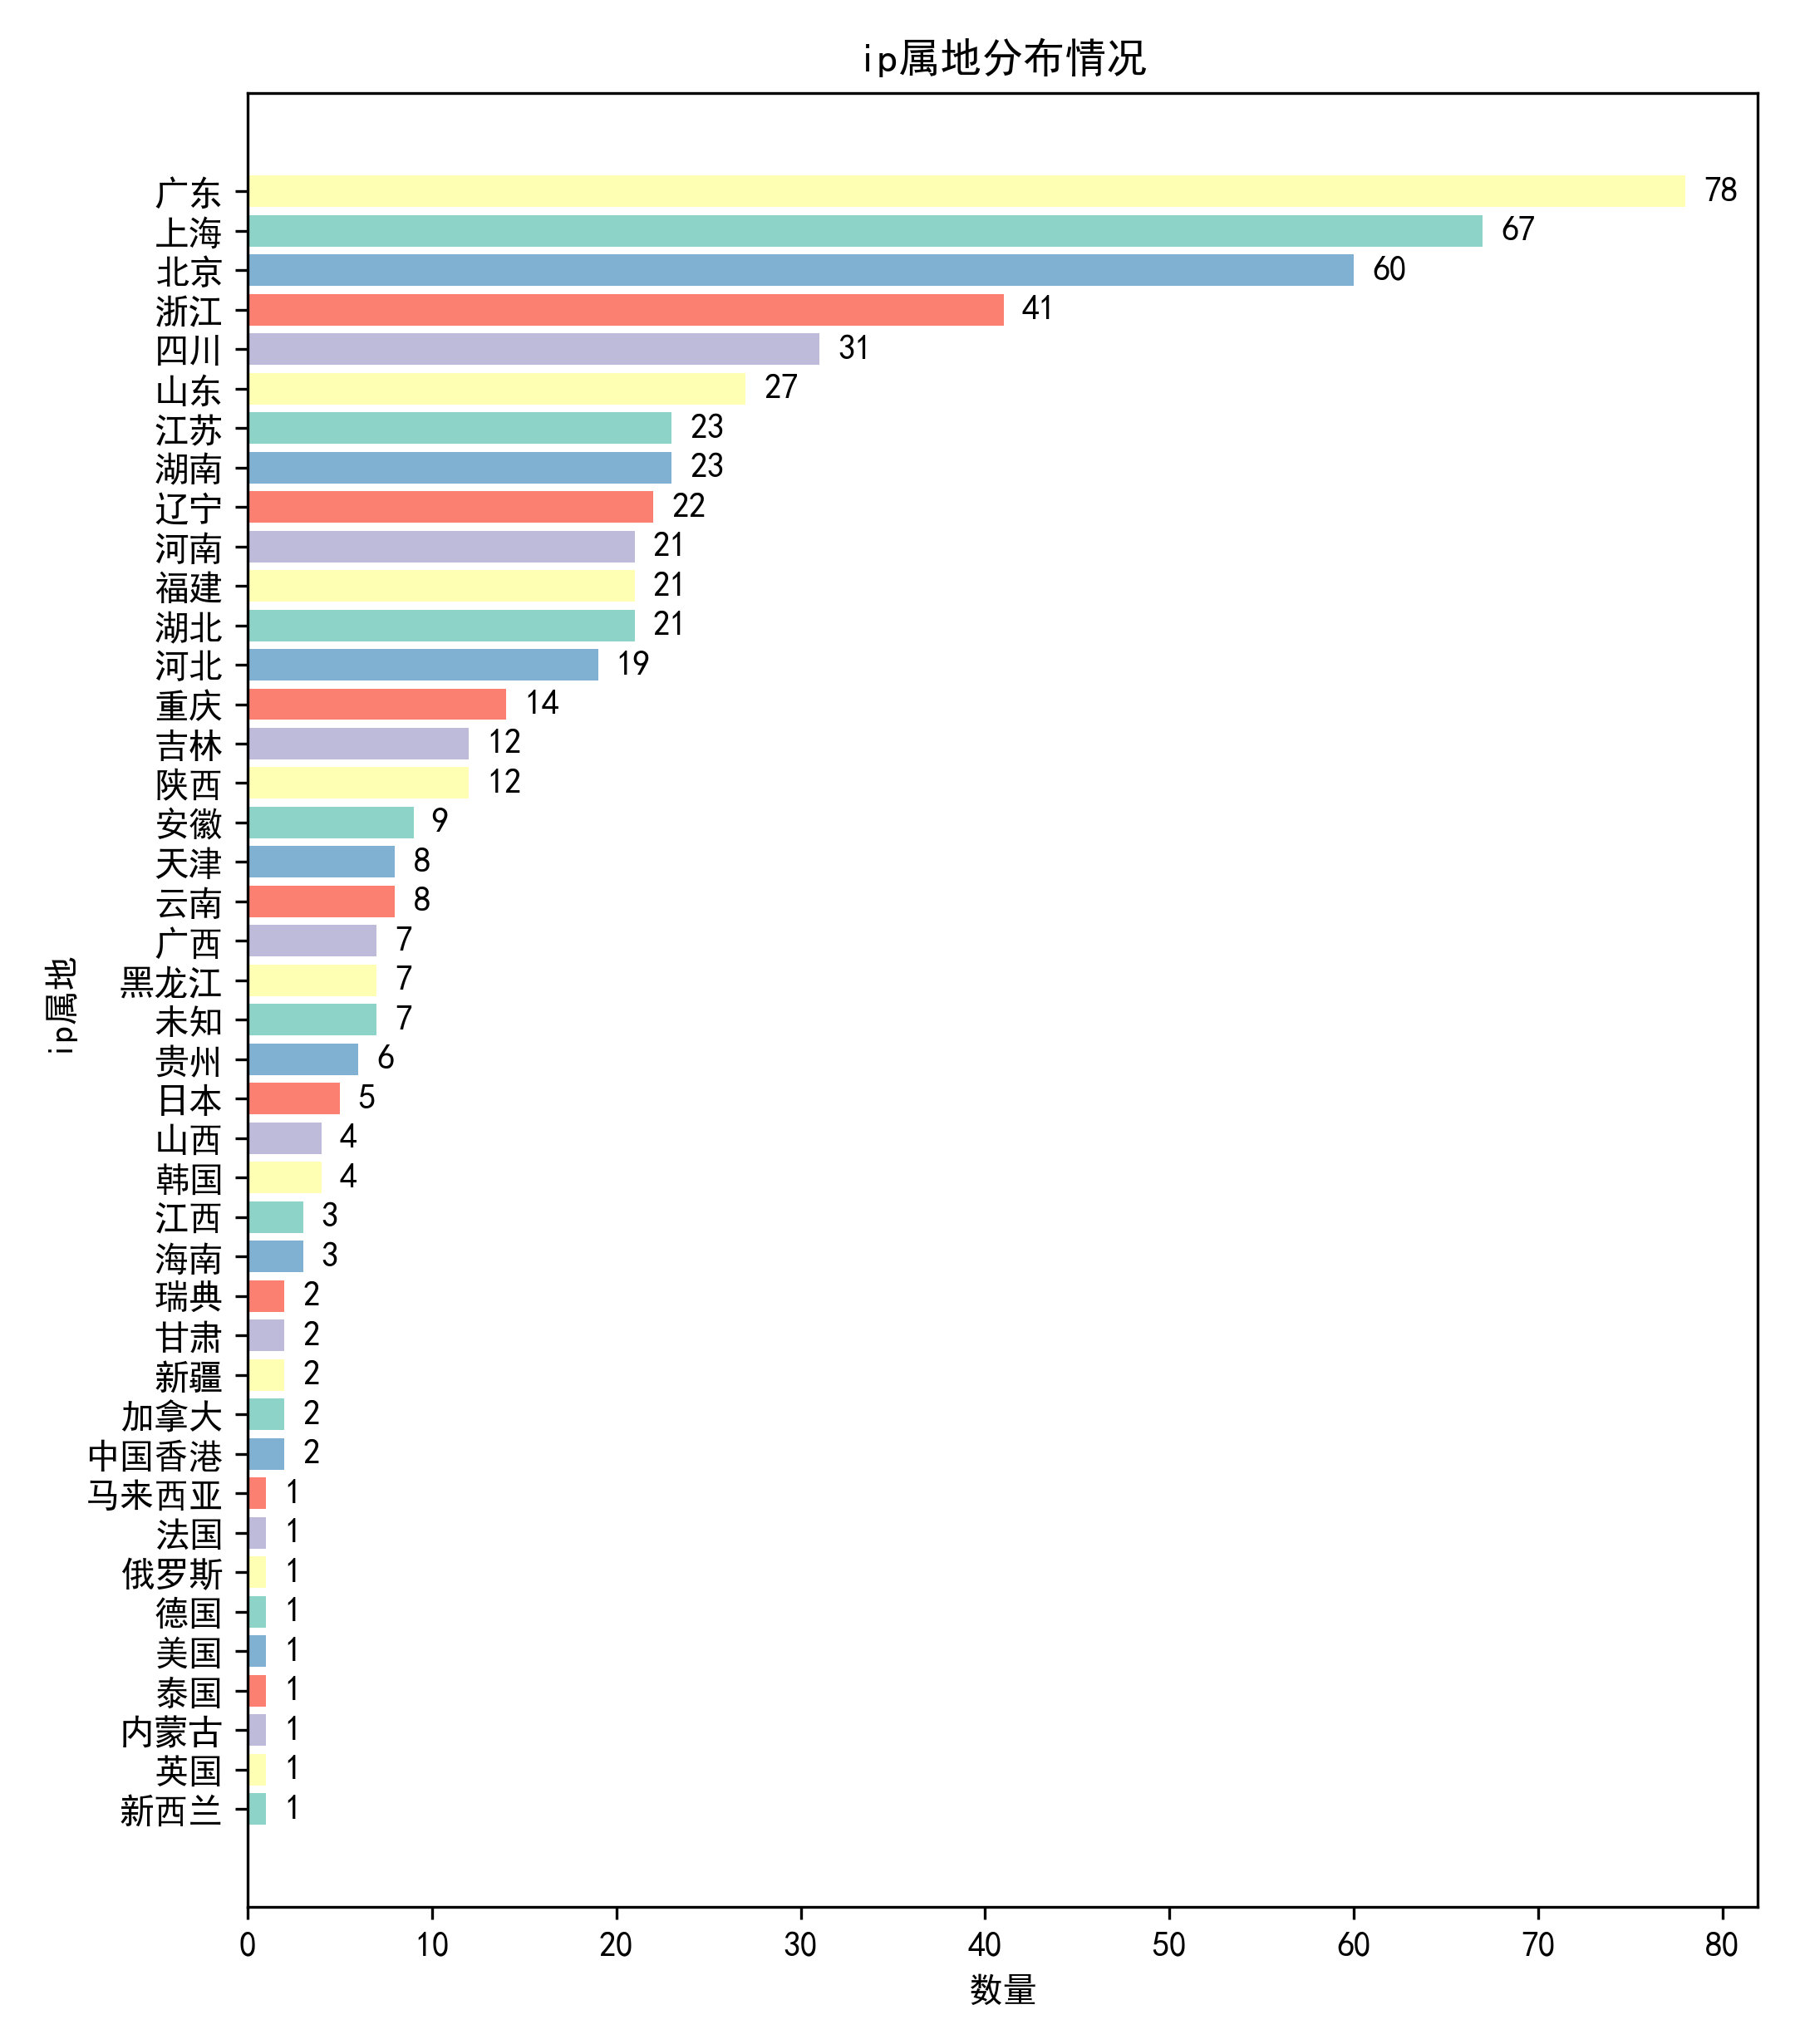 ip属地分布情况
广东 78
上海 67
北京 60
浙江 41
四川 31
山东 27
江苏 23
湖南 23
辽宁 22
河南 21
福建 21
湖北 21
河北 19
重庆 14
吉林 12
陕西 12
安徽 9
天津 8
云南 8
广西 7
黑龙江 7
未知 7
贵州 6
日本 5
山西 4
韩国 4
江西 3
海南 3
瑞典 2
甘肃 2
新疆 2
加拿大 2
中国香港 2
马来西亚 1
法国 1
俄罗斯 1
德国 1
美国 1
泰国 1
内蒙古 1
英国 1
新西兰 1
ip属地
0 10 20 30 40 50 60 70 80
数量